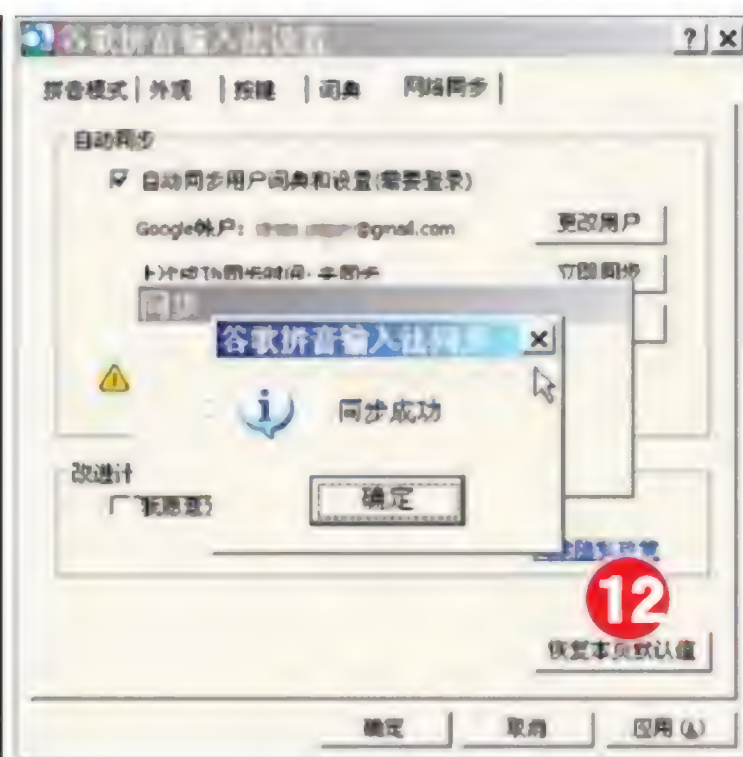 谷歌拼音输入法设置
拼音模式 外观 按键 词典 网络同步
自动同步
自动同步用户词典和设置(需要登录)
Google帐户: @gmail.com 更改用户
立即同步
同步
谷歌拼音输入法同步
同步成功
确定
改进计
我愿意
12
恢复本页默认值
确定 取消 应用(A)